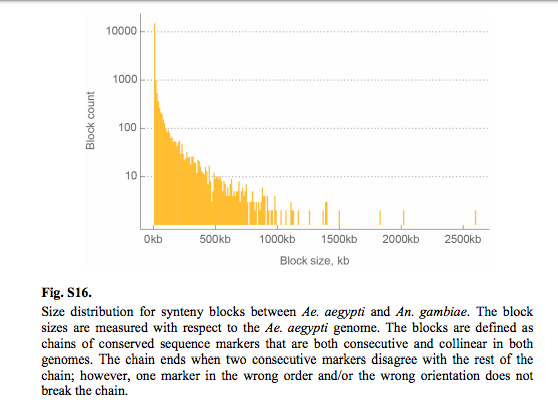 10000
1000
100
10
Block count
0kb 500kb 1000kb 1500kb 2000kb 2500kb
Block size, kb
Fig. S16.
Size distribution for synteny blocks between Ae. aegypti and An. gambiae. The block
sizes are measured with respect to the Ae. aegypti genome. The blocks are defined as
chains of conserved sequence markers that are both consecutive and collinear in both
genomes. The chain ends when two consecutive markers disagree with the rest of the
chain; however, one marker in the wrong order and/or the wrong orientation does not
break the chain.